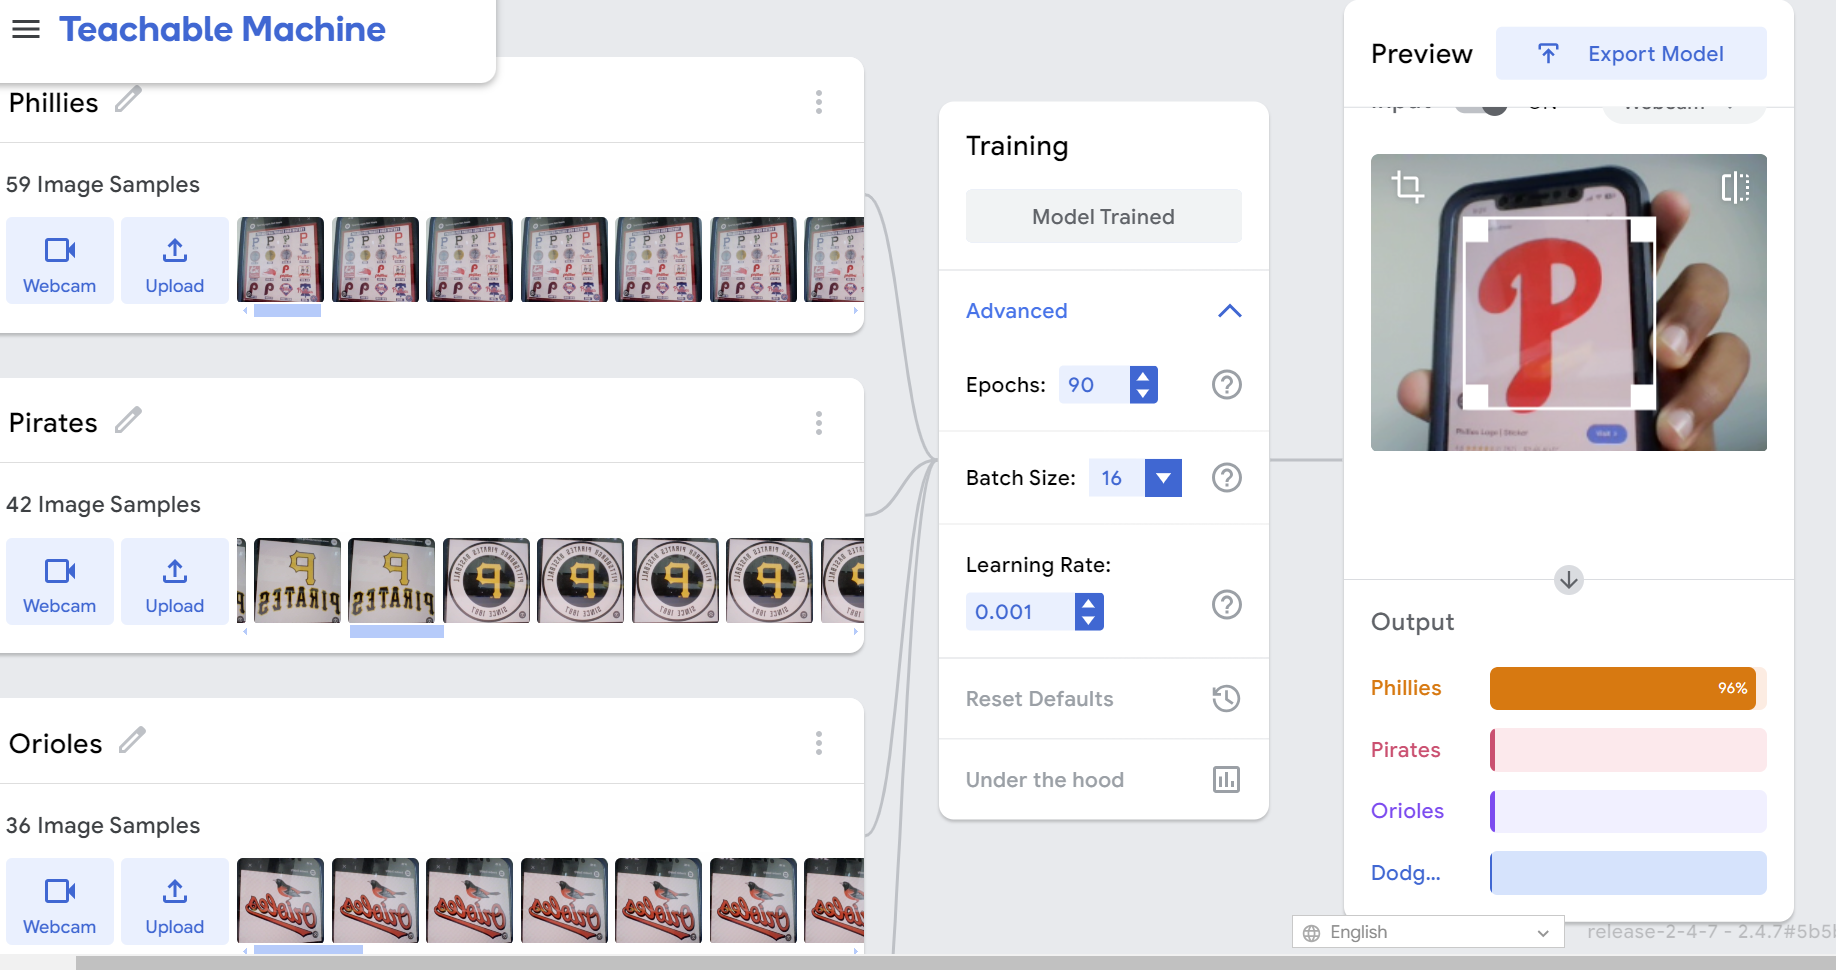 Teachable Machine
Phillies
59 Image Samples
Webcam
Upload
Pirates
42 Image Samples
Webcam
Upload
Orioles
36 Image Samples
Webcam
Upload
Training
Model Trained
Advanced
Epochs: 90
Batch Size: 16
Learning Rate:
0.001
Reset Defaults
Under the hood
Preview
Export Model
P
Visit >
Output
Phillies 96%
Pirates
Orioles
Dodg...
English
release-2-4-7 - 2.4.7#5b5b